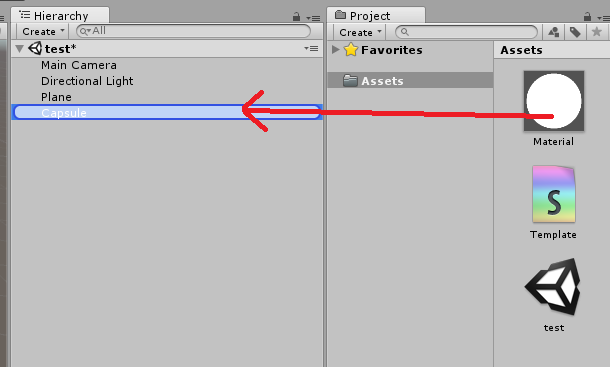 Hierarchy
Create
All
test*
Main Camera
Directional Light
Plane
Capsule
Project
Create
Favorites
Assets
Assets
Material
S
Template
test